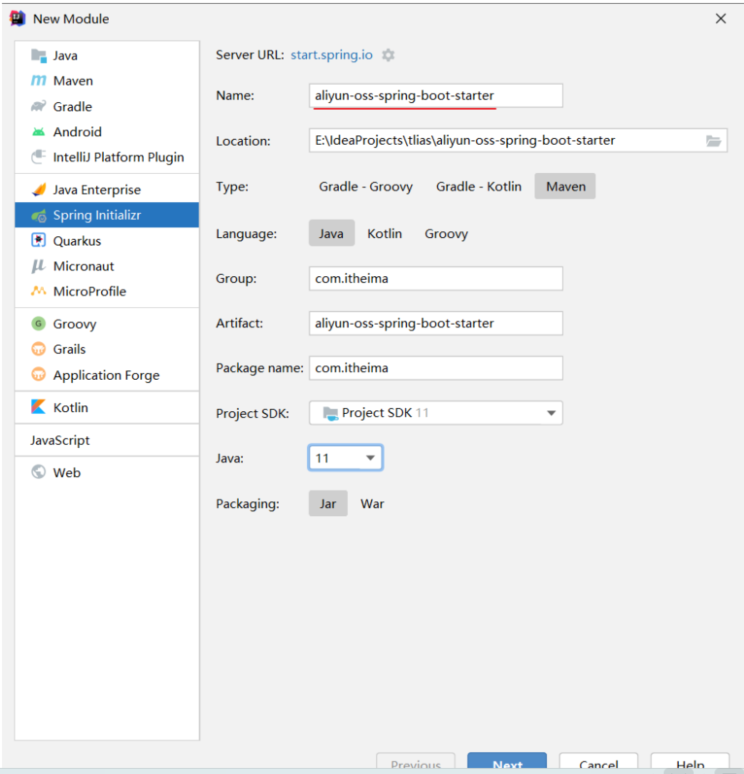 New Module
Java
Maven
Gradle
Android
IntelliJ Platform Plugin
Java Enterprise
Spring Initializr
Quarkus
Micronaut
MicroProfile
Groovy
Grails
Application Forge
Kotlin
JavaScript
Web
Server URL: start.spring.io
Name: aliyun-oss-spring-boot-starter
Location: E:\IdeaProjects\tlias\aliyun-oss-spring-boot-starter
Type: Gradle - Groovy Gradle - Kotlin Maven
Language: Java Kotlin Groovy
Group: com.itheima
Artifact: aliyun-oss-spring-boot-starter
Package name: com.itheima
Project SDK: Project SDK 11
Java: 11
Packaging: Jar War
Previous Next Cancel Help